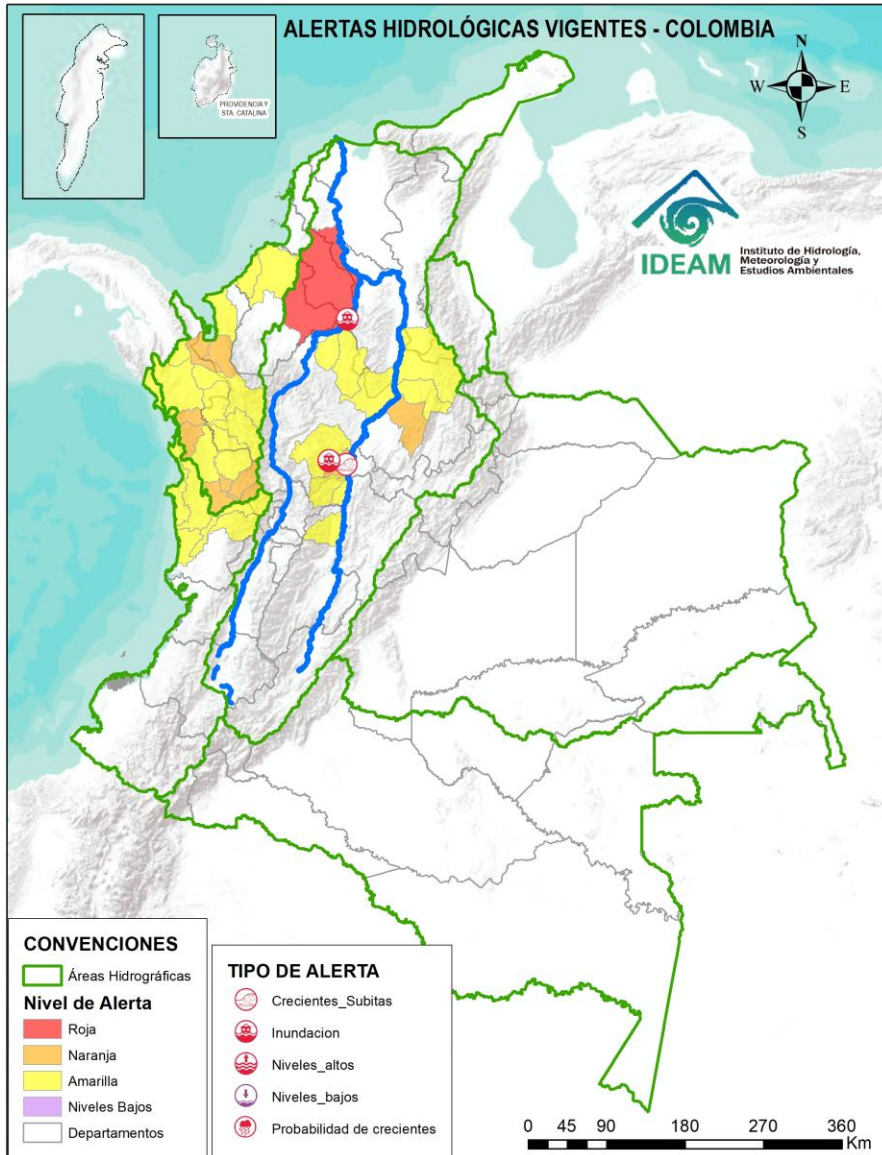 ALERTAS HIDROLÓGICAS VIGENTES - COLOMBIA
PROVIDENCIA Y
STA. CATALINA
N
W
E
S
IDEAM
Instituto de Hidrología,
Meteorología y
Estudios Ambientales
CONVENCIONES
Áreas Hidrográficas
Nivel de Alerta
Roja
Naranja
Amarilla
Niveles Bajos
Departamentos
TIPO DE ALERTA
Crecientes_Subitas
Inundacion
Niveles_altos
Niveles_bajos
Probabilidad de crecientes
0 45 90 180 270 360
Km